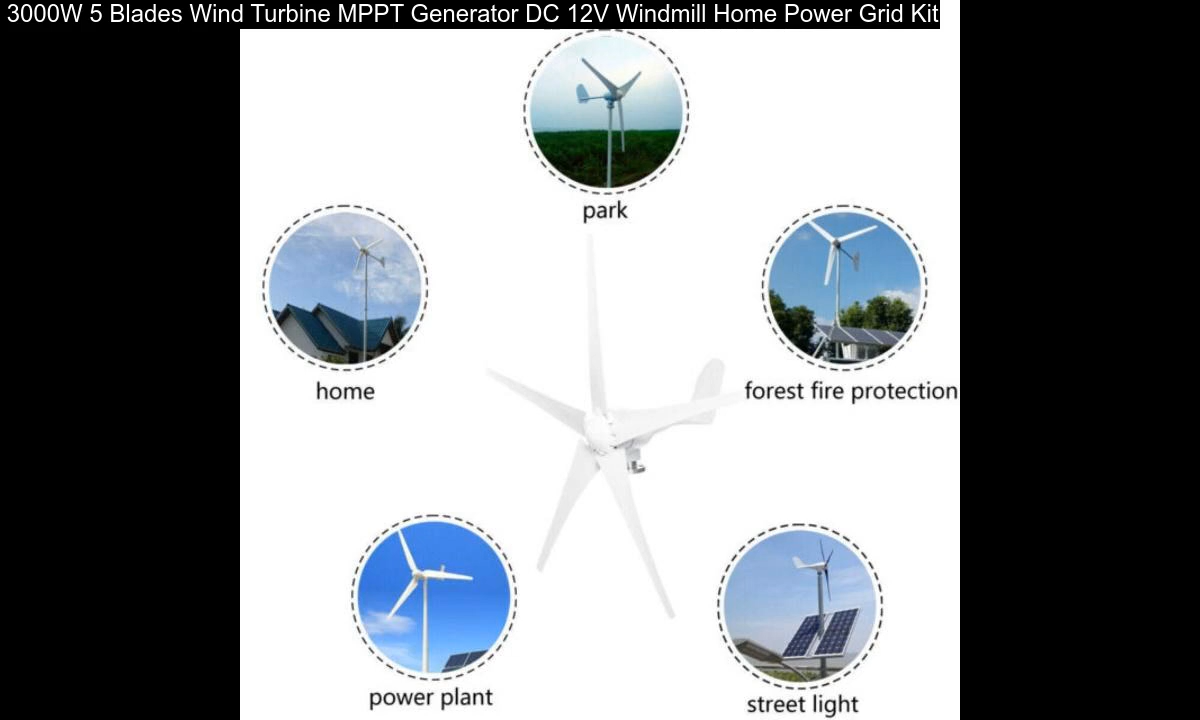 3000W 5 Blades Wind Turbine MPPT Generator DC 12V Windmill Home Power Grid Kit
park
home
forest fire protection
power plant
street light